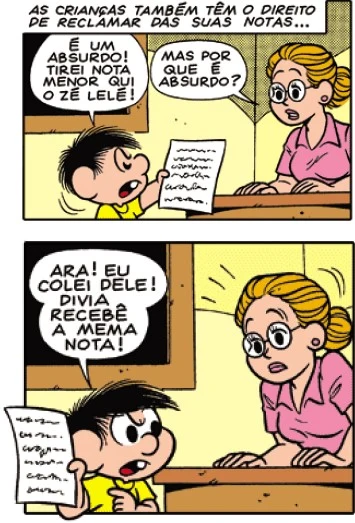 AS CRIANÇAS TAMBÉM TÊM O DIREITO
DE RECLAMAR DAS SUAS NOTAS...
É UM
ABSURDO!
TIREI NOTA
MENOR QUI
O ZÉ LELÉ!
MAS POR
QUE É
ABSURDO?
ARA! EU
COLEI DELE!
DIVIA
RECEBÊ
A MEMA
NOTA!